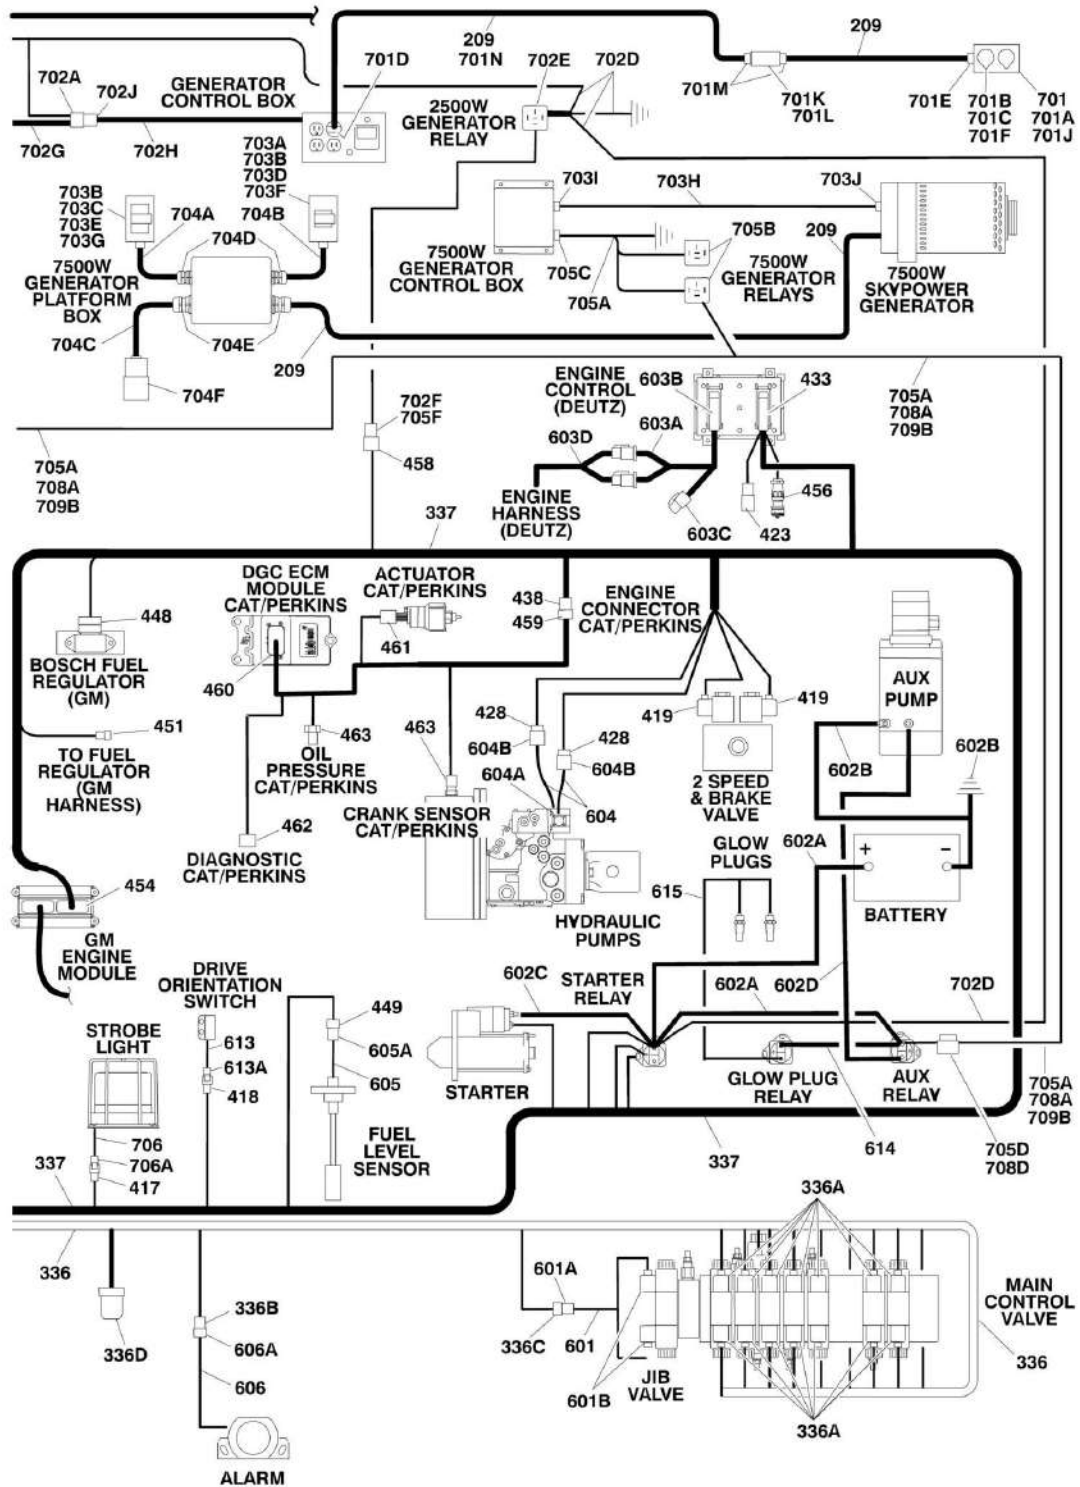 209
701N
702E
702D
209
702A
702J
GENERATOR
CONTROL BOX
701D
2500W
GENERATOR
RELAY
701M
701K
701L
701E
701B
701C
701F
701
701A
701J
702G
702H
703A
703B
703D
703F
703B
703C
703E
703G
704A
704B
704D
7500W
GENERATOR
PLATFORM
BOX
704C
704E
704F
209
703I
703H
703J
209
705B
705C
7500W
GENERATOR
CONTROL BOX
705A
7500W
GENERATOR
RELAYS
7500W
SKYPOWER
GENERATOR
702F
705F
458
ENGINE
CONTROL
(DEUTZ)
603B
433
705A
708A
709B
705A
708A
709B
603D
603A
ENGINE
HARNESS
(DEUTZ)
603C
423
456
337
448
BOSCH FUEL
REGULATOR
(GM)
DGC ECM
MODULE
CAT/PERKINS
ACTUATOR
CAT/PERKINS
461
460
438
459
ENGINE
CONNECTOR
CAT/PERKINS
419
419
AUX
PUMP
451
TO FUEL
REGULATOR
(GM
HARNESS)
463
OIL
PRESSURE
CAT/PERKINS
463
428
604B
428
604B
604A
604
602B
602B
2 SPEED
& BRAKE
VALVE
462
DIAGNOSTIC
CAT/PERKINS
CRANK SENSOR
CAT/PERKINS
GLOW
PLUGS
602A
+
−
BATTERY
615
454
GM
ENGINE
MODULE
HYDRAULIC
PUMPS
DRIVE
ORIENTATION
SWITCH
602C
STARTER
RELAY
602A
602D
702D
STROBE
LIGHT
613
613A
418
449
605A
605
STARTER
GLOW PLUG
RELAY
AUX
RELAY
705A
708A
709B
706
706A
417
337
FUEL
LEVEL
SENSOR
337
614
705D
708D
336
336D
336B
606A
606
ALARM
336A
601A
336C
601
601B
JIB
VALVE
MAIN
CONTROL
VALVE
336
336A